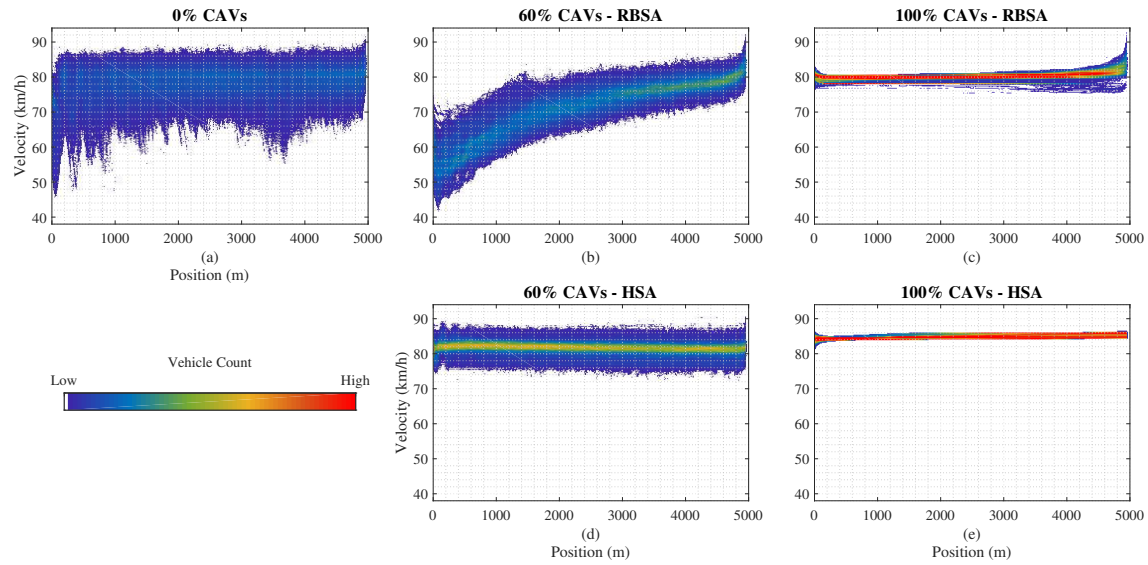 0% CAVs
60% CAVs - RBSA
100% CAVs - RBSA
Velocity (km/h)
90
80
70
60
50
40
0 1000 2000 3000 4000 5000
(a)
Position (m)
90
80
70
60
50
40
0 1000 2000 3000 4000 5000
(b)
90
80
70
60
50
40
0 1000 2000 3000 4000 5000
(c)
Vehicle Count
Low High
60% CAVs - HSA
Velocity (km/h)
90
80
70
60
50
40
0 1000 2000 3000 4000 5000
(d)
Position (m)
100% CAVs - HSA
90
80
70
60
50
40
0 1000 2000 3000 4000 5000
(e)
Position (m)